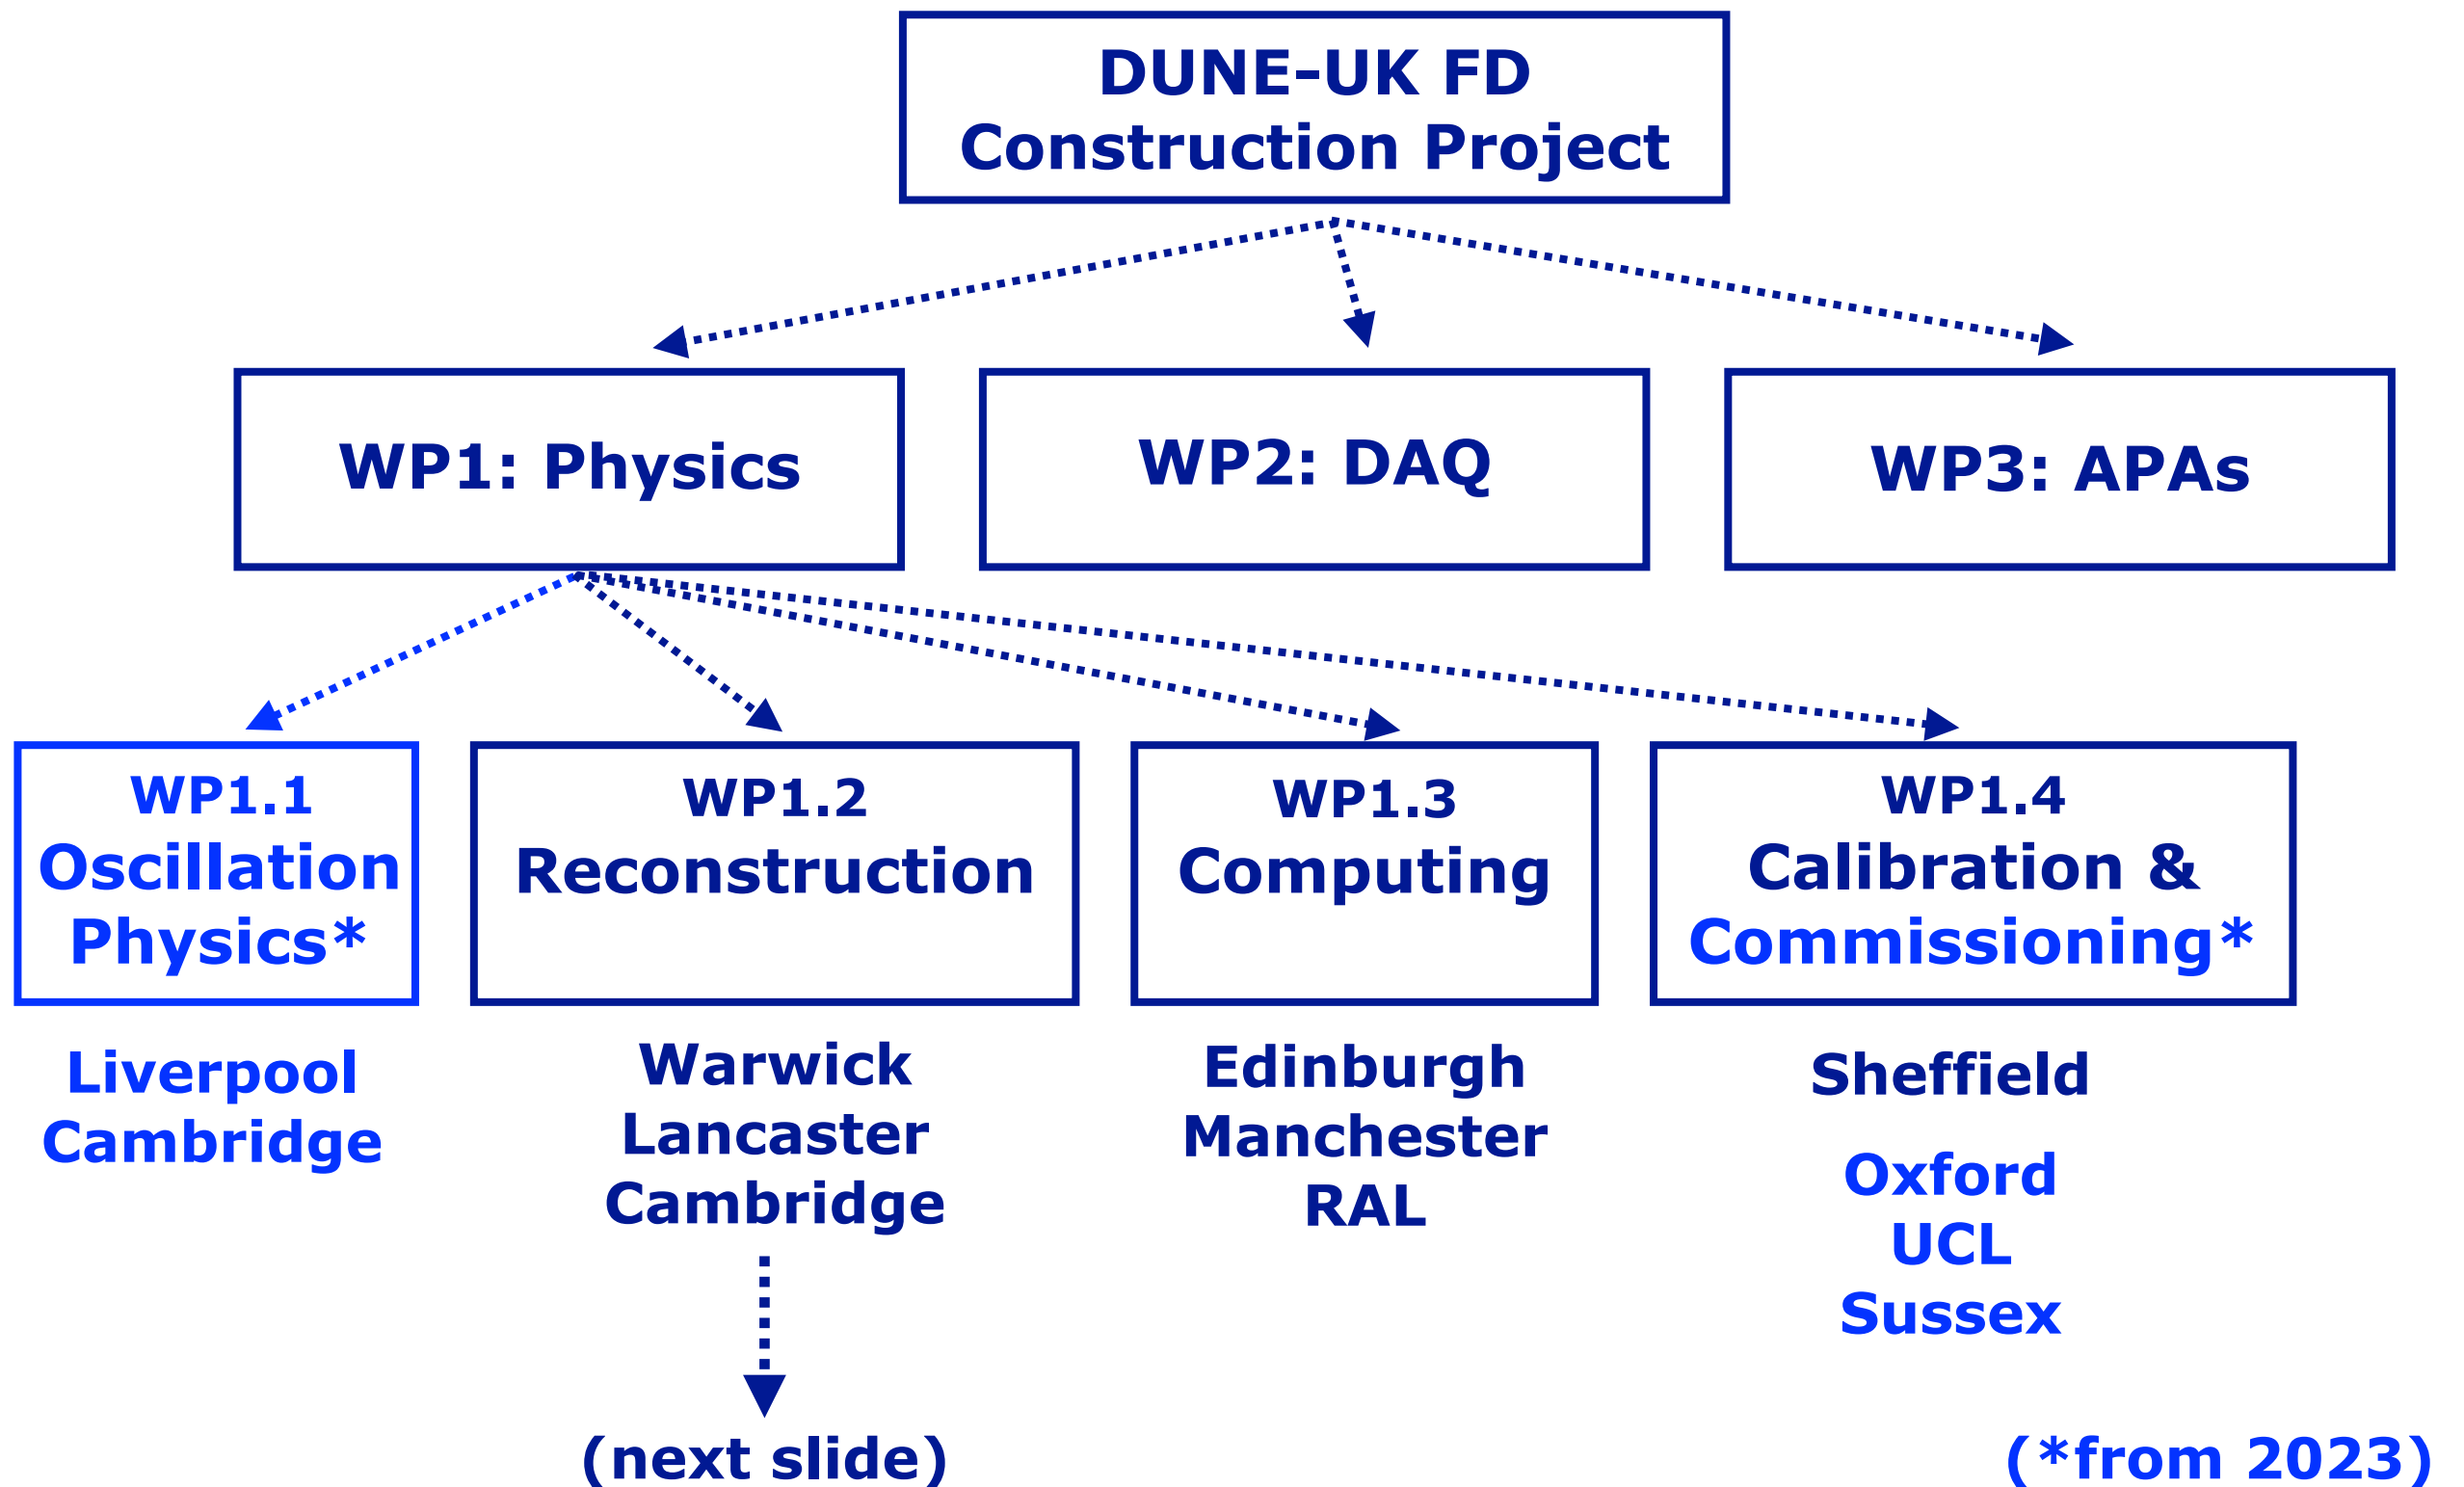 DUNE-UK FD
Construction Project
WP1: Physics
WP2: DAQ
WP3: APAs
WP1.1
Oscillation
Physics*
WP1.2
Reconstruction
WP1.3
Computing
WP1.4
Calibration &
Commissioning*
Liverpool
Cambridge
Warwick
Lancaster
Cambridge
Edinburgh
Manchester
RAL
Sheffield
Oxford
UCL
Sussex
(next slide)
(*from 2023)